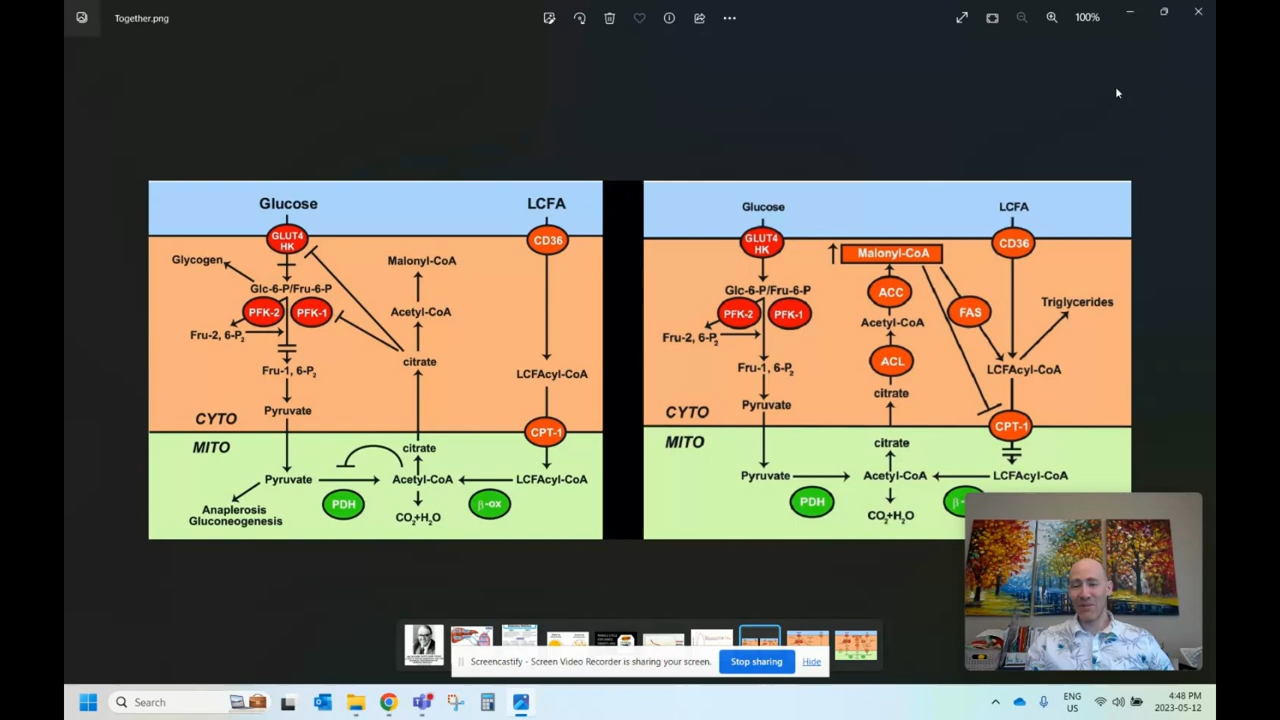 Together.png
100%
Glucose
LCFA
GLUT4
HK
CD36
Glycogen
Malonyl-CoA
Glc-6-P/Fru-6-P
PFK-2
PFK-1
Acetyl-CoA
Fru-2, 6-P2
citrate
Fru-1, 6-P2
LCFAcyl-CoA
Pyruvate
CYTO
CPT-1
MITO
citrate
Pyruvate
Acetyl-CoA
LCFAcyl-CoA
PDH
β-ox
Anaplerosis
Gluconeogenesis
CO2+H2O
Glucose
LCFA
GLUT4
HK
CD36
Malonyl-CoA
Glc-6-P/Fru-6-P
ACC
Triglycerides
PFK-2
PFK-1
FAS
Acetyl-CoA
Fru-2, 6-P2
ACL
Fru-1, 6-P2
LCFAcyl-CoA
citrate
Pyruvate
CYTO
CPT-1
MITO
citrate
Pyruvate
Acetyl-CoA
LCFAcyl-CoA
PDH
CO2+H2O
Screencastify - Screen Video Recorder is sharing your screen.
Stop sharing
Hide
Search
ENG
US
4:48 PM
2023-05-12